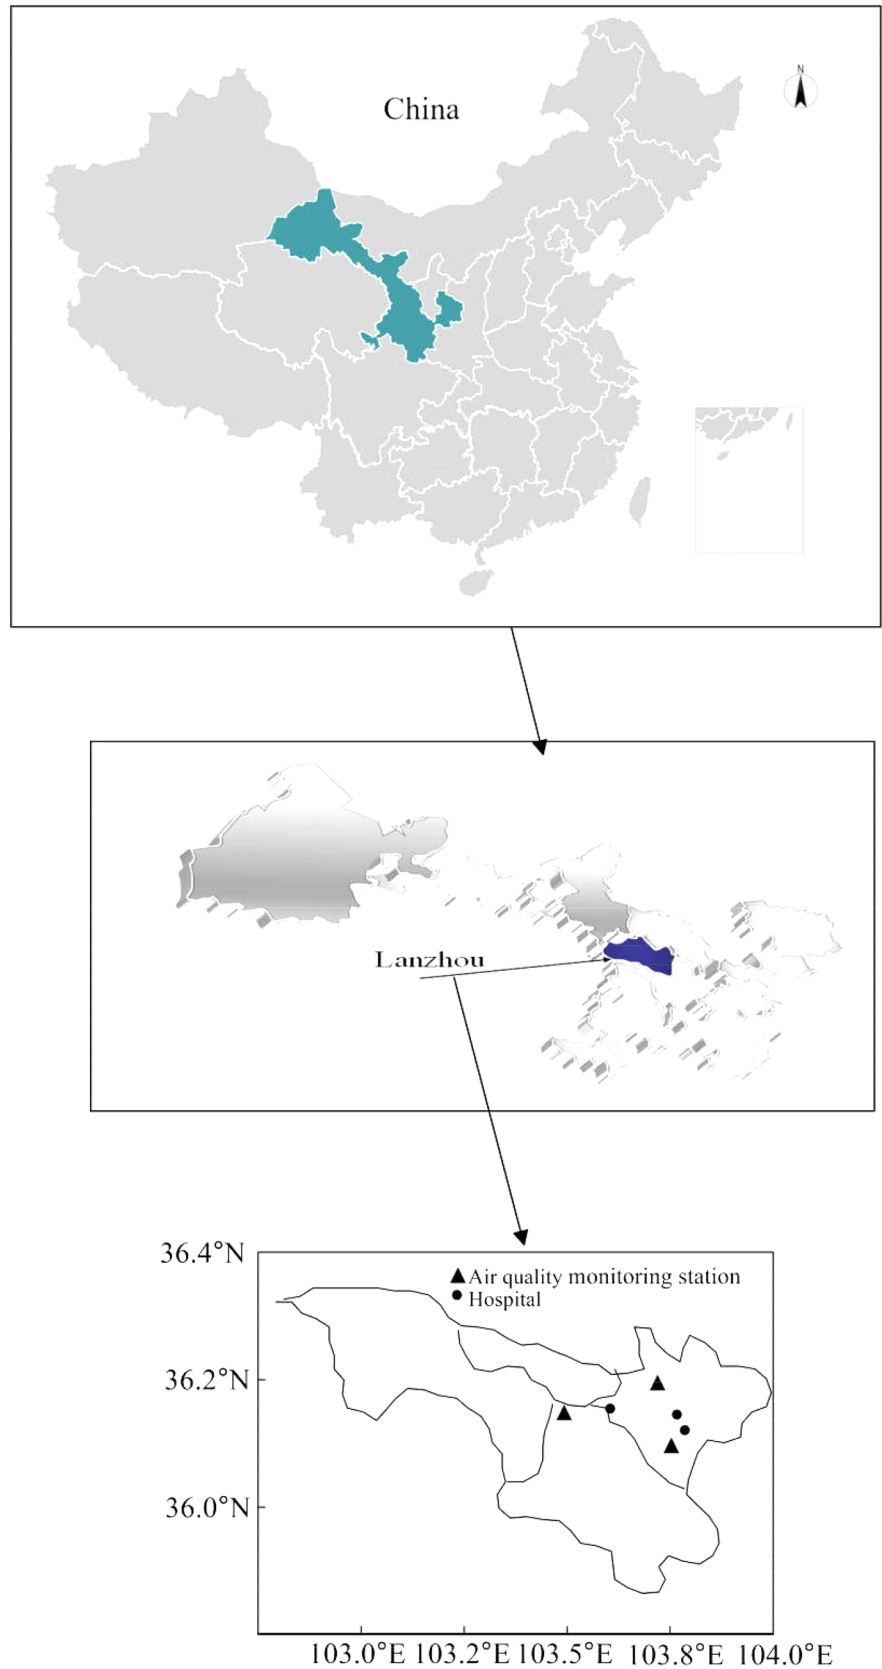 N
China
Lanzhou
36.4°N
Air quality monitoring station
Hospital
36.2°N
36.0°N
103.0°E 103.2°E 103.5°E 103.8°E 104.0°E